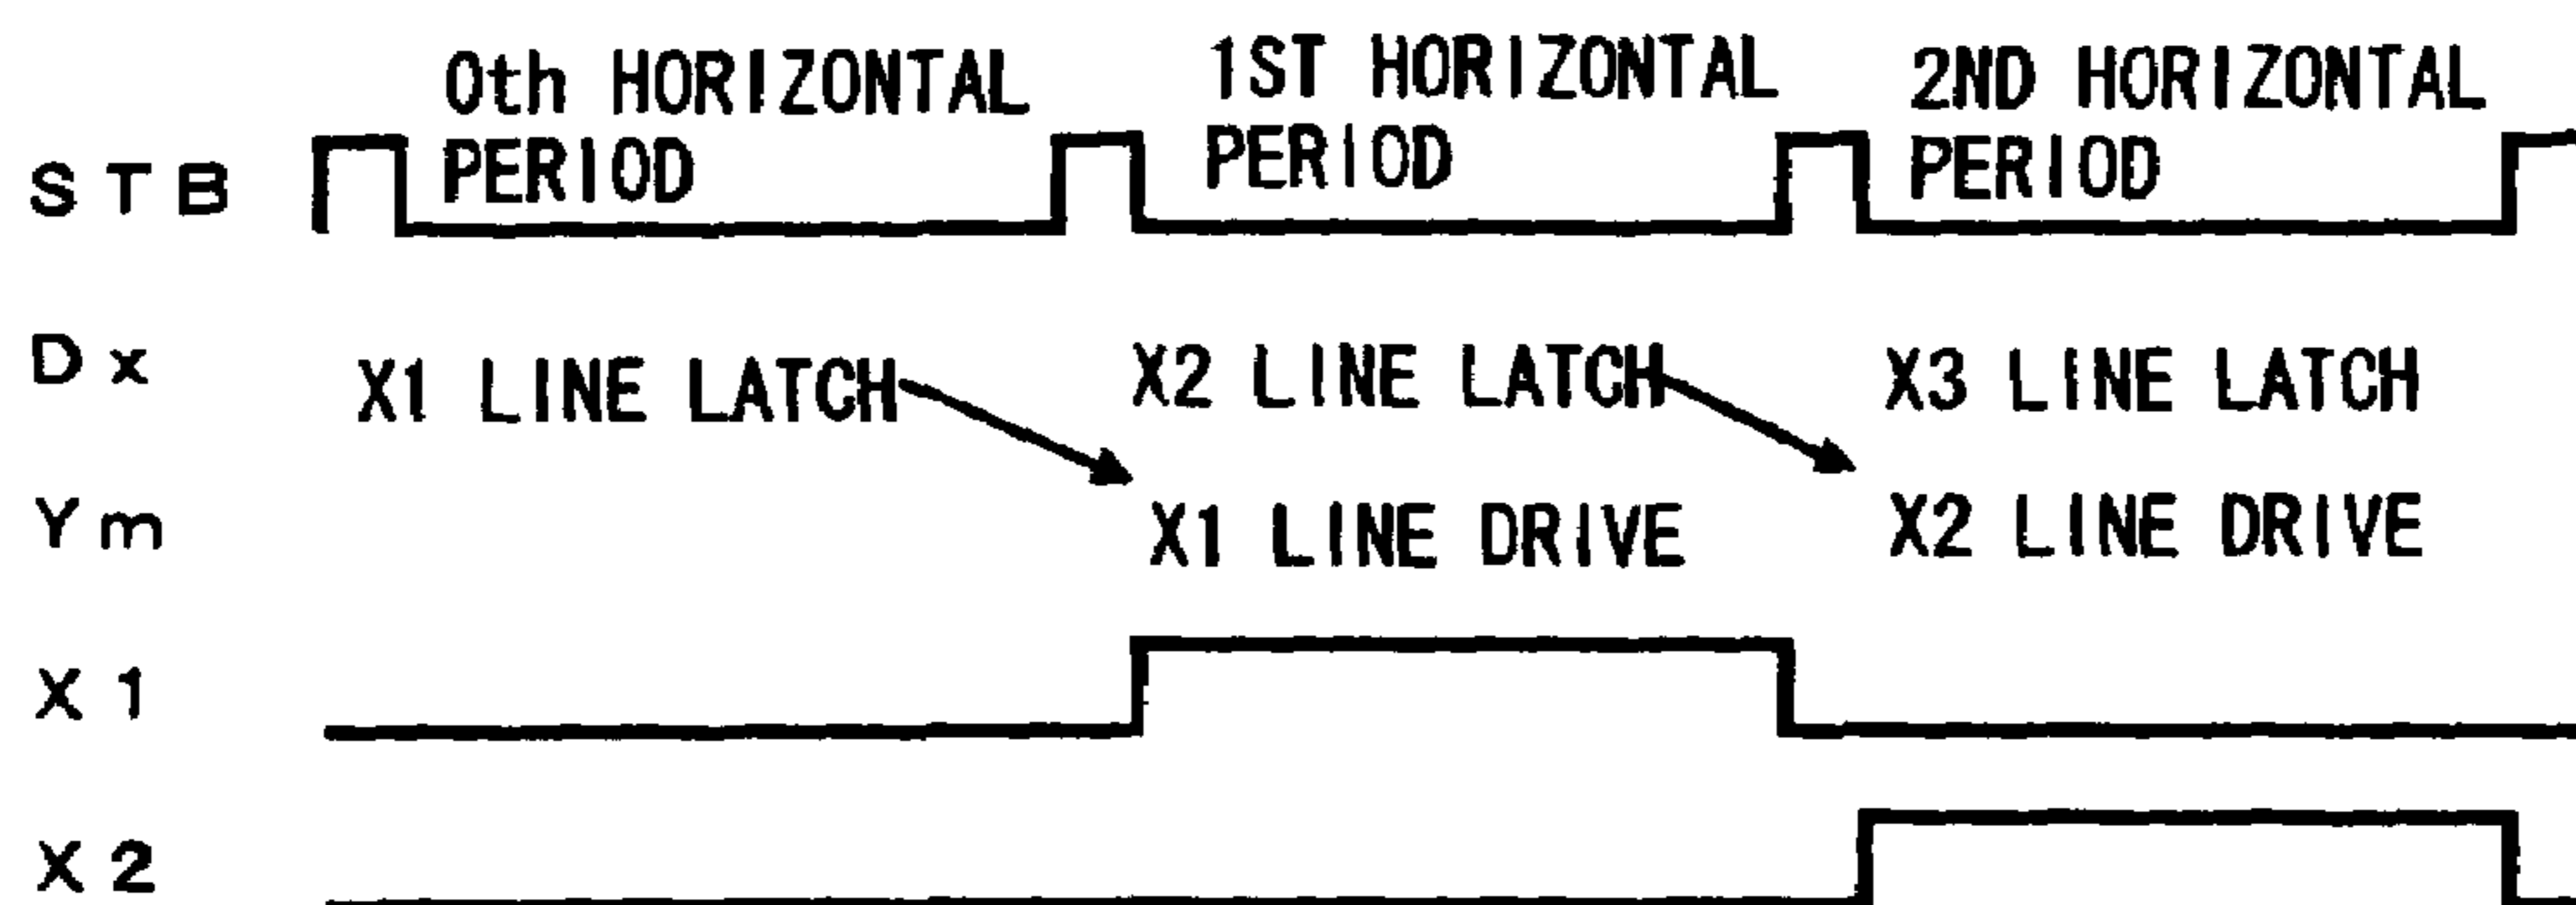 0th HORIZONTAL PERIOD
1ST HORIZONTAL PERIOD
2ND HORIZONTAL PERIOD
STB
Dx
X1 LINE LATCH
X2 LINE LATCH
X3 LINE LATCH
Ym
X1 LINE DRIVE
X2 LINE DRIVE
X1
X2